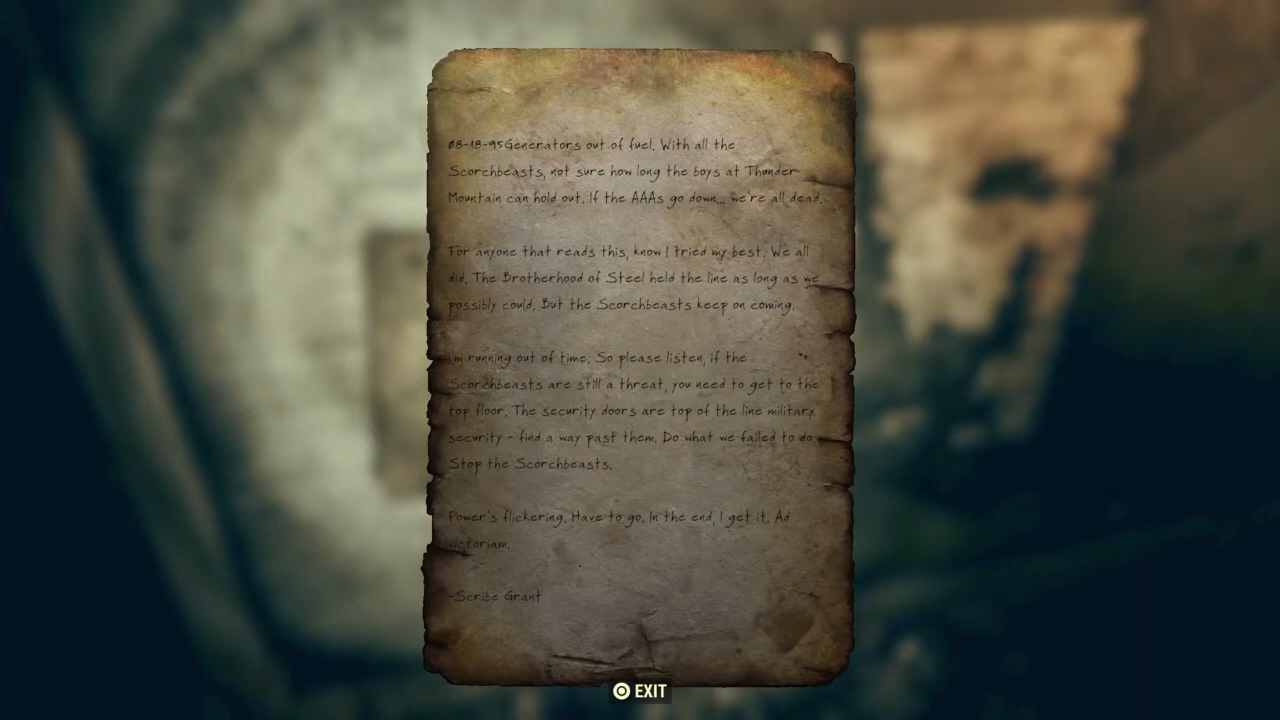 08-18-95Generators out of fuel. With all the
Scorchbeasts, not sure how long the boys at Thunder
Mountain can hold out. If the AAAs go down... we're all dead.
For anyone that reads this, know I tried my best. We all
did. The Brotherhood of Steel held the line as long as we
possibly could. But the Scorchbeasts keep on coming.
I'm running out of time. So please listen, if the
Scorchbeasts are still a threat, you need to get to the
top floor. The security doors are top of the line military
security - find a way past them. Do what we failed to do.
Stop the Scorchbeasts.
Power's flickering. Have to go. In the end, I get it. Ad
victoriam.
-Scribe Grant
EXIT